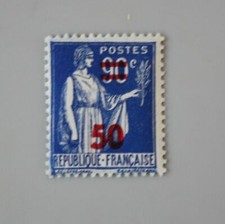 POSTES
90c
50
REPUBLIQUE-FRANÇAISE